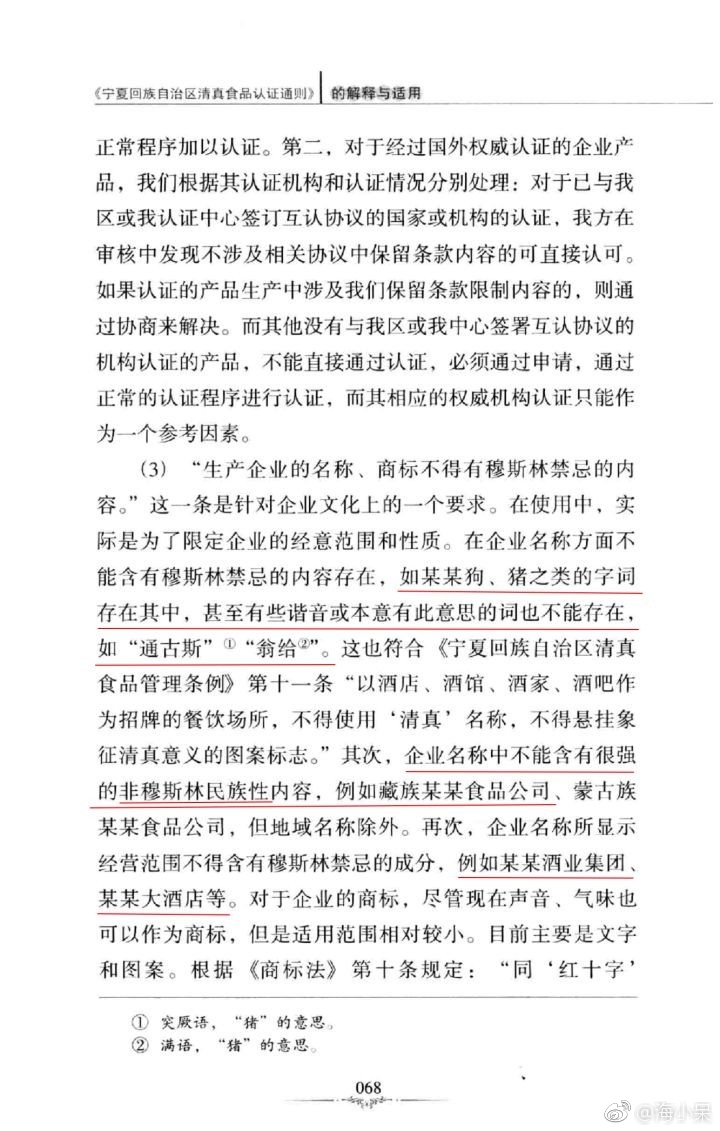 《宁夏回族自治区清真食品认证通则》 的解释与适用
正常程序加以认证。第二，对于经过国外权威认证的企业产
品，我们根据其认证机构和认证情况分别处理：对于已与我
区或我认证中心签订互认协议的国家或机构的认证，我方在
审核中发现不涉及相关协议中保留条款内容的可直接认可。
如果认证的产品生产中涉及我们保留条款限制内容的，则通
过协商来解决。而其他没有与我区或我中心签署互认协议的
机构认证的产品，不能直接通过认证，必须通过申请，通过
正常的认证程序进行认证，而其相应的权威机构认证只能作
为一个参考因素。
（3）“生产企业的名称、商标不得有穆斯林禁忌的内
容。”这一条是针对企业文化上的一个要求。在使用中，实
际是为了限定企业的经意范围和性质。在企业名称方面不
能含有穆斯林禁忌的内容存在，如某某狗、猪之类的字词
存在其中，甚至有些谐音或本意有此意思的词也不能存在，
如“通古斯”①“翁给②”。这也符合《宁夏回族自治区清真
食品管理条例》第十一条“以酒店、酒馆、酒家、酒吧作
为招牌的餐饮场所，不得使用‘清真’名称，不得悬挂象
征清真意义的图案标志。”其次，企业名称中不能含有很强
的非穆斯林民族性内容，例如藏族某某食品公司、蒙古族
某某食品公司，但地域名称除外。再次，企业名称所显示
经营范围不得含有穆斯林禁忌的成分，例如某某酒业集团、
某某大酒店等。对于企业的商标，尽管现在声音、气味也
可以作为商标，但是适用范围相对较小。目前主要是文字
和图案。根据《商标法》第十条规定：“同‘红十字’
① 突厥语，“猪”的意思。
② 满语，“猪”的意思。
068
@海小呆